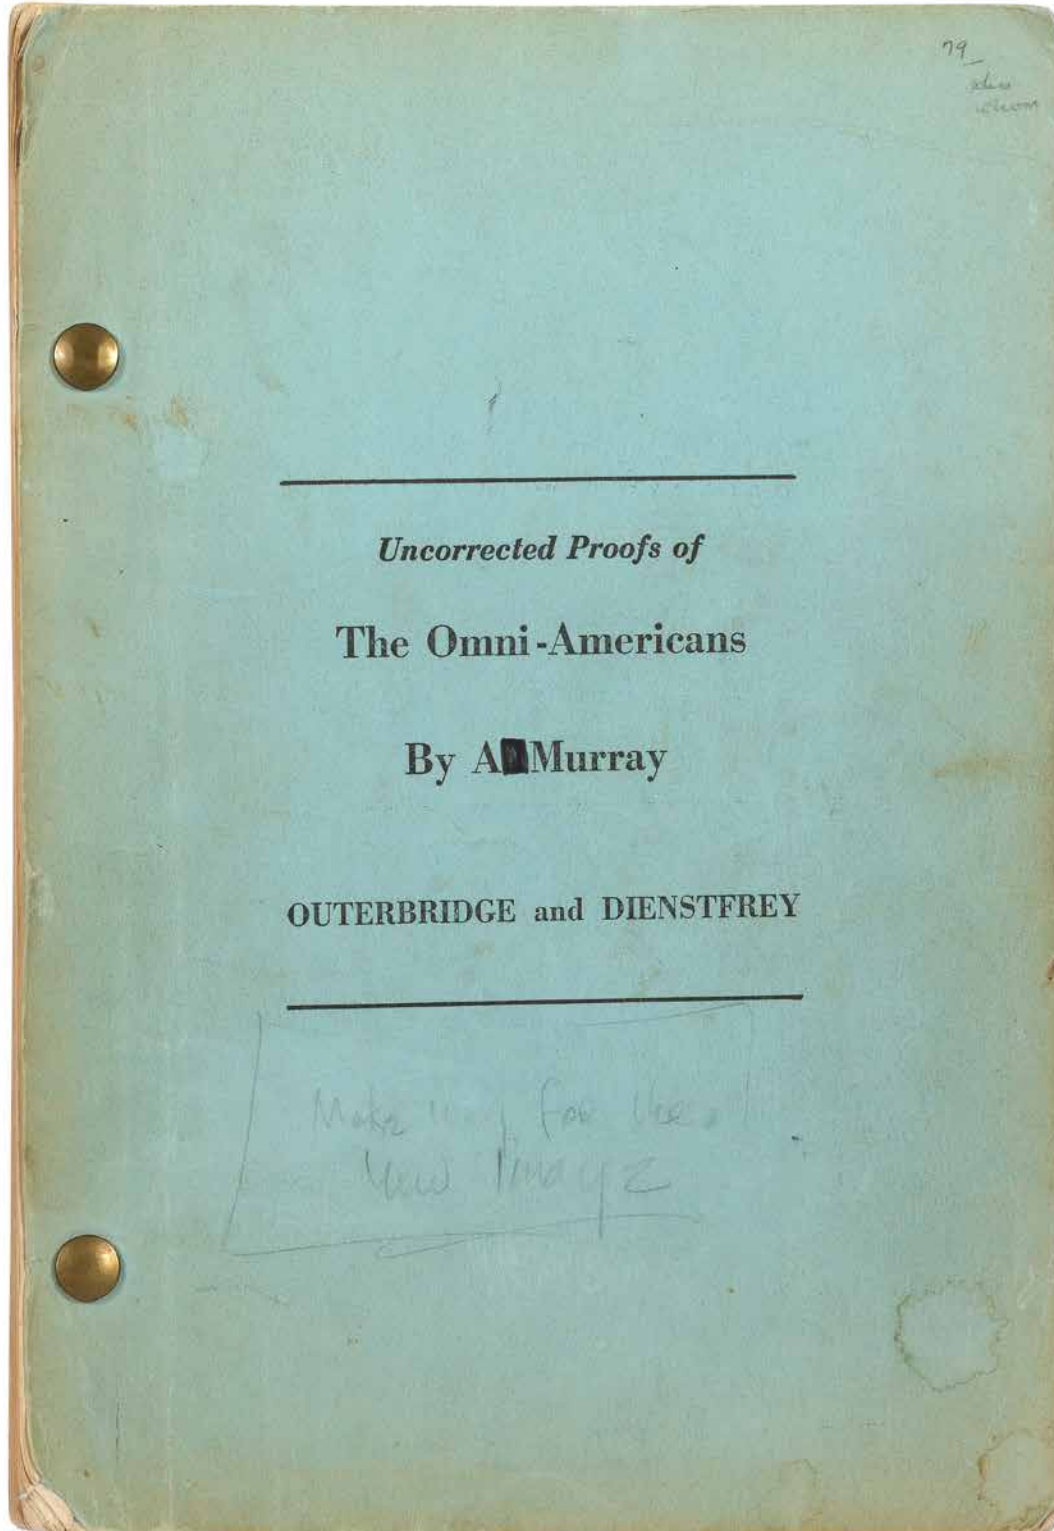 79
Uncorrected Proofs of
The Omni-Americans
By A Murray
OUTERBRIDGE and DIENSTFREY
Make way for the
New Image